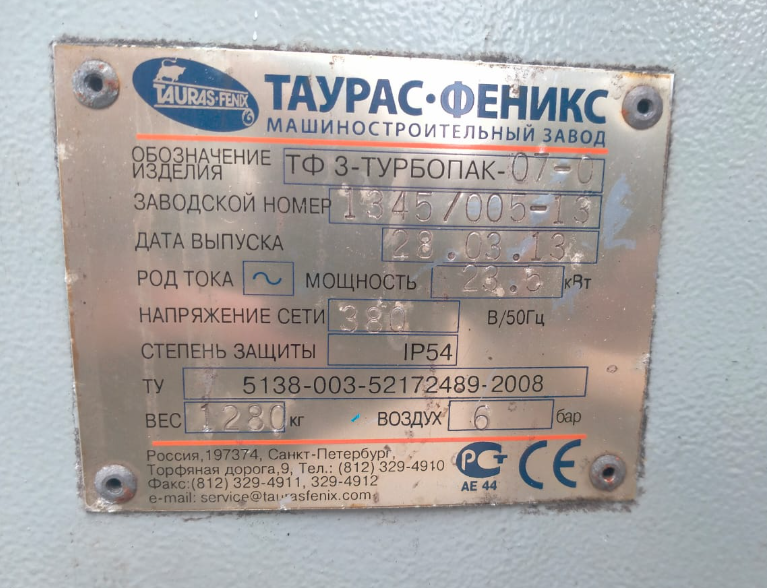 TAURAS-FENIX
ТАУРАС·ФЕНИКС
МАШИНОСТРОИТЕЛЬНЫЙ ЗАВОД
ОБОЗНАЧЕНИЕ ИЗДЕЛИЯ ТФ 3-ТУРБОПАК-07-0
ЗАВОДСКОЙ НОМЕР 1345/005-13
ДАТА ВЫПУСКА 28.03.13
РОД ТОКА ~ МОЩНОСТЬ 23.5 кВт
НАПРЯЖЕНИЕ СЕТИ 380 В/50Гц
СТЕПЕНЬ ЗАЩИТЫ IP54
ТУ 5138-003-52172489-2008
ВЕС 1280 кг ВОЗДУХ 6 бар
Россия,197374, Санкт-Петербург
Торфяная дорога,9, Тел.: (812) 329-4910
Факс:(812) 329-4911, 329-4912
e-mail: service@taurasfenix.com
РСТ
АЕ 44
CE